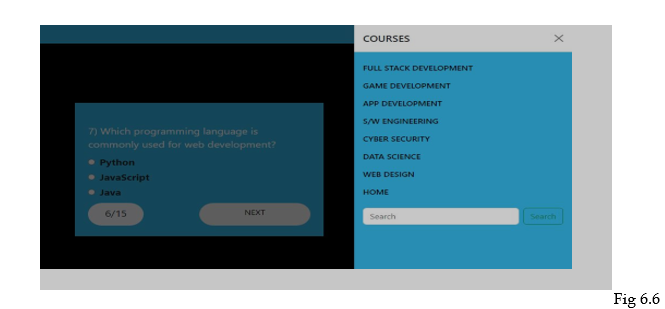 COURSES
FULL STACK DEVELOPMENT
GAME DEVELOPMENT
APP DEVELOPMENT
S/W ENGINEERING
CYBER SECURITY
DATA SCIENCE
WEB DESIGN
HOME
Search Search
7) Which programming language is
commonly used for web development?
Python
JavaScript
Java
6/15 NEXT
Fig 6.6